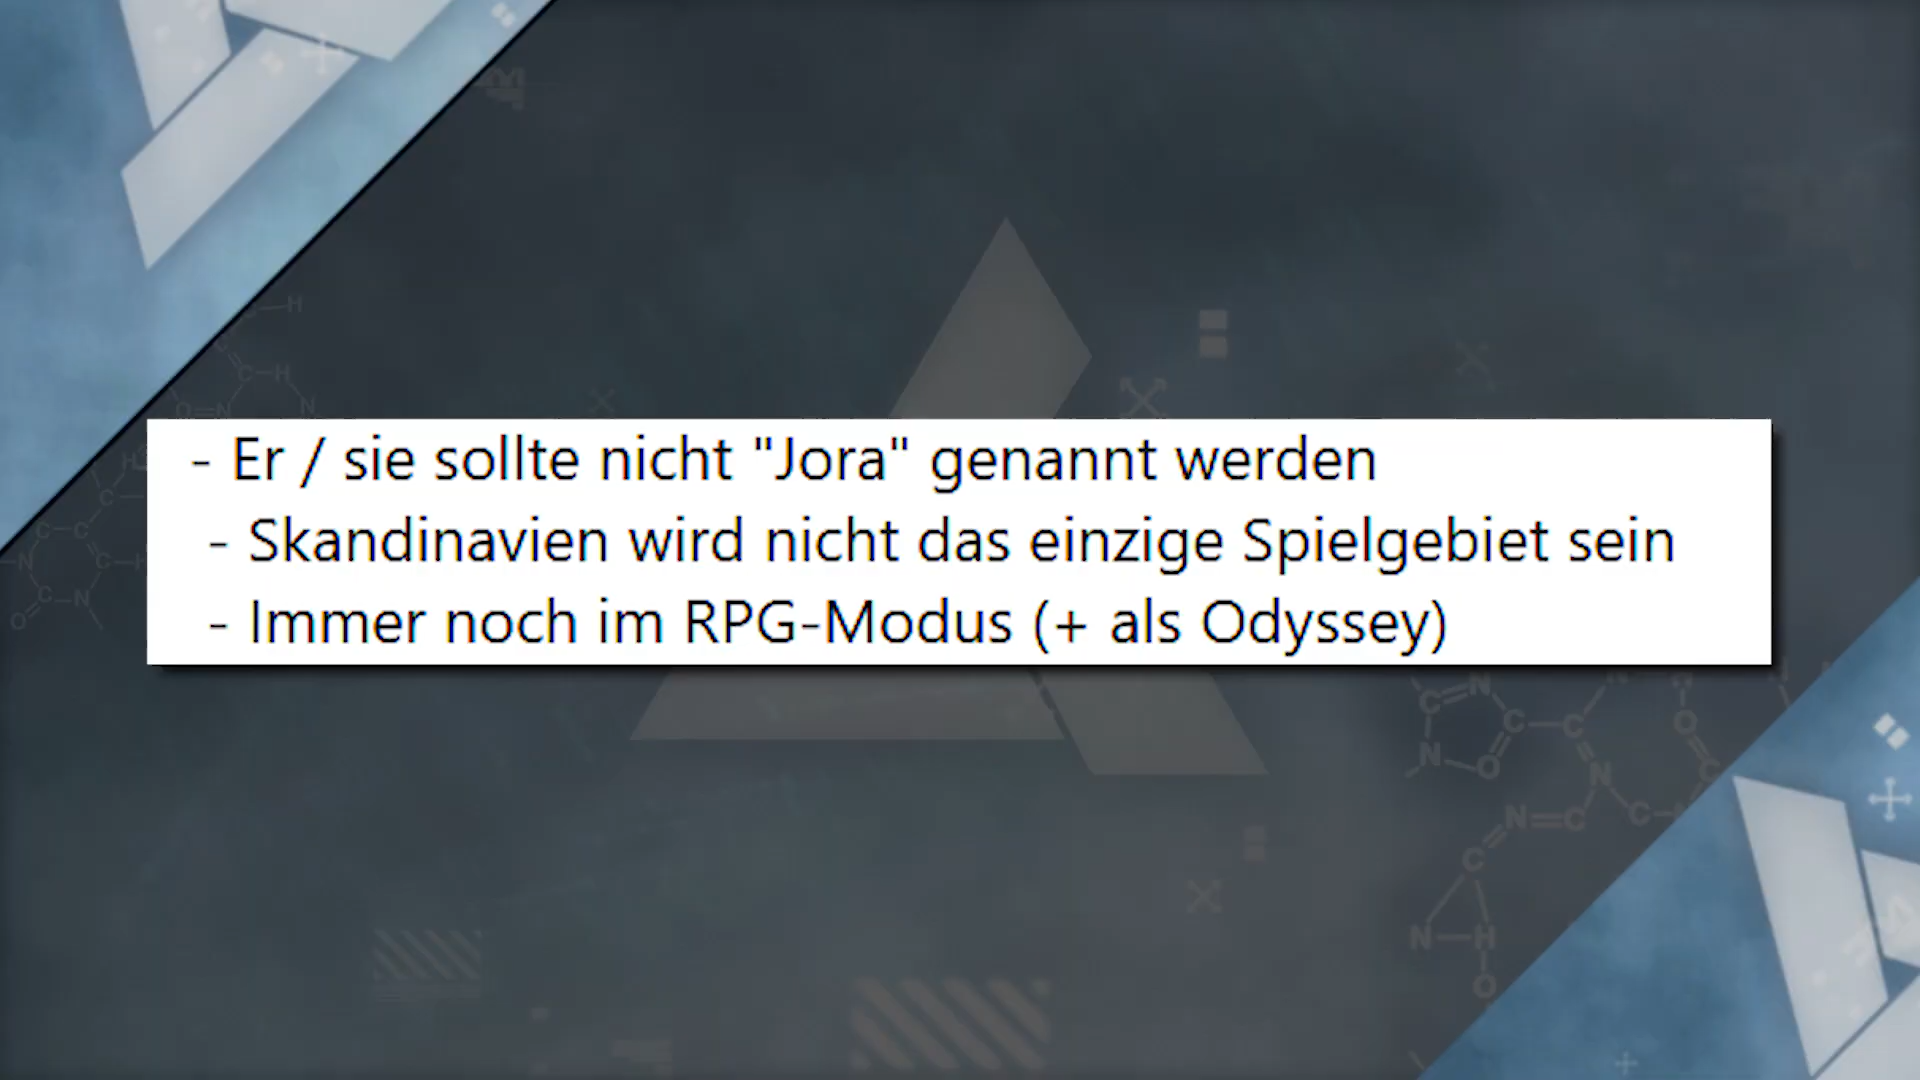 - Er / sie sollte nicht "Jora" genannt werden
- Skandinavien wird nicht das einzige Spielgebiet sein
- Immer noch im RPG-Modus (+ als Odyssey)